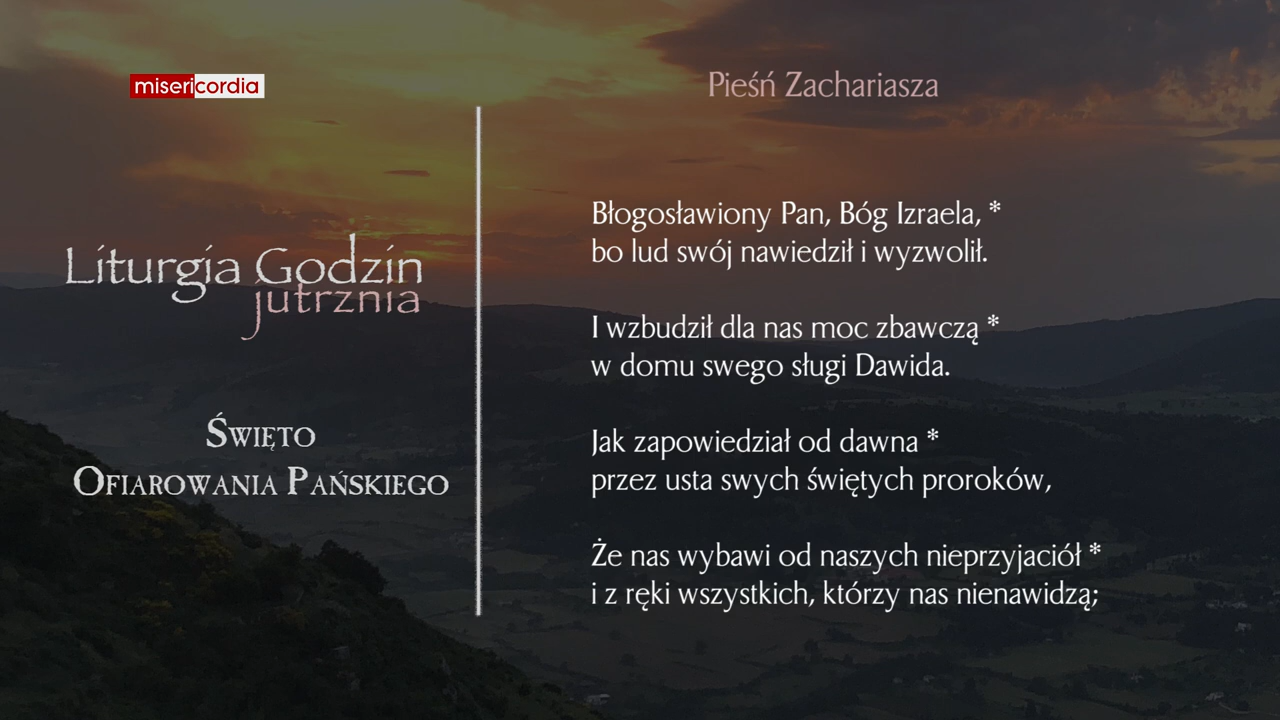 misericordia
Liturgia Godzin
jutrznia
Święto
Ofiarowania Pańskiego
Pieśń Zachariasza
Błogosławiony Pan, Bóg Izraela, *
bo lud swój nawiedził i wyzwolił.
I wzbudził dla nas moc zbawczą *
w domu swego sługi Dawida.
Jak zapowiedział od dawna *
przez usta swych świętych proroków,
Że nas wybawi od naszych nieprzyjaciół *
i z ręki wszystkich, którzy nas nienawidzą;